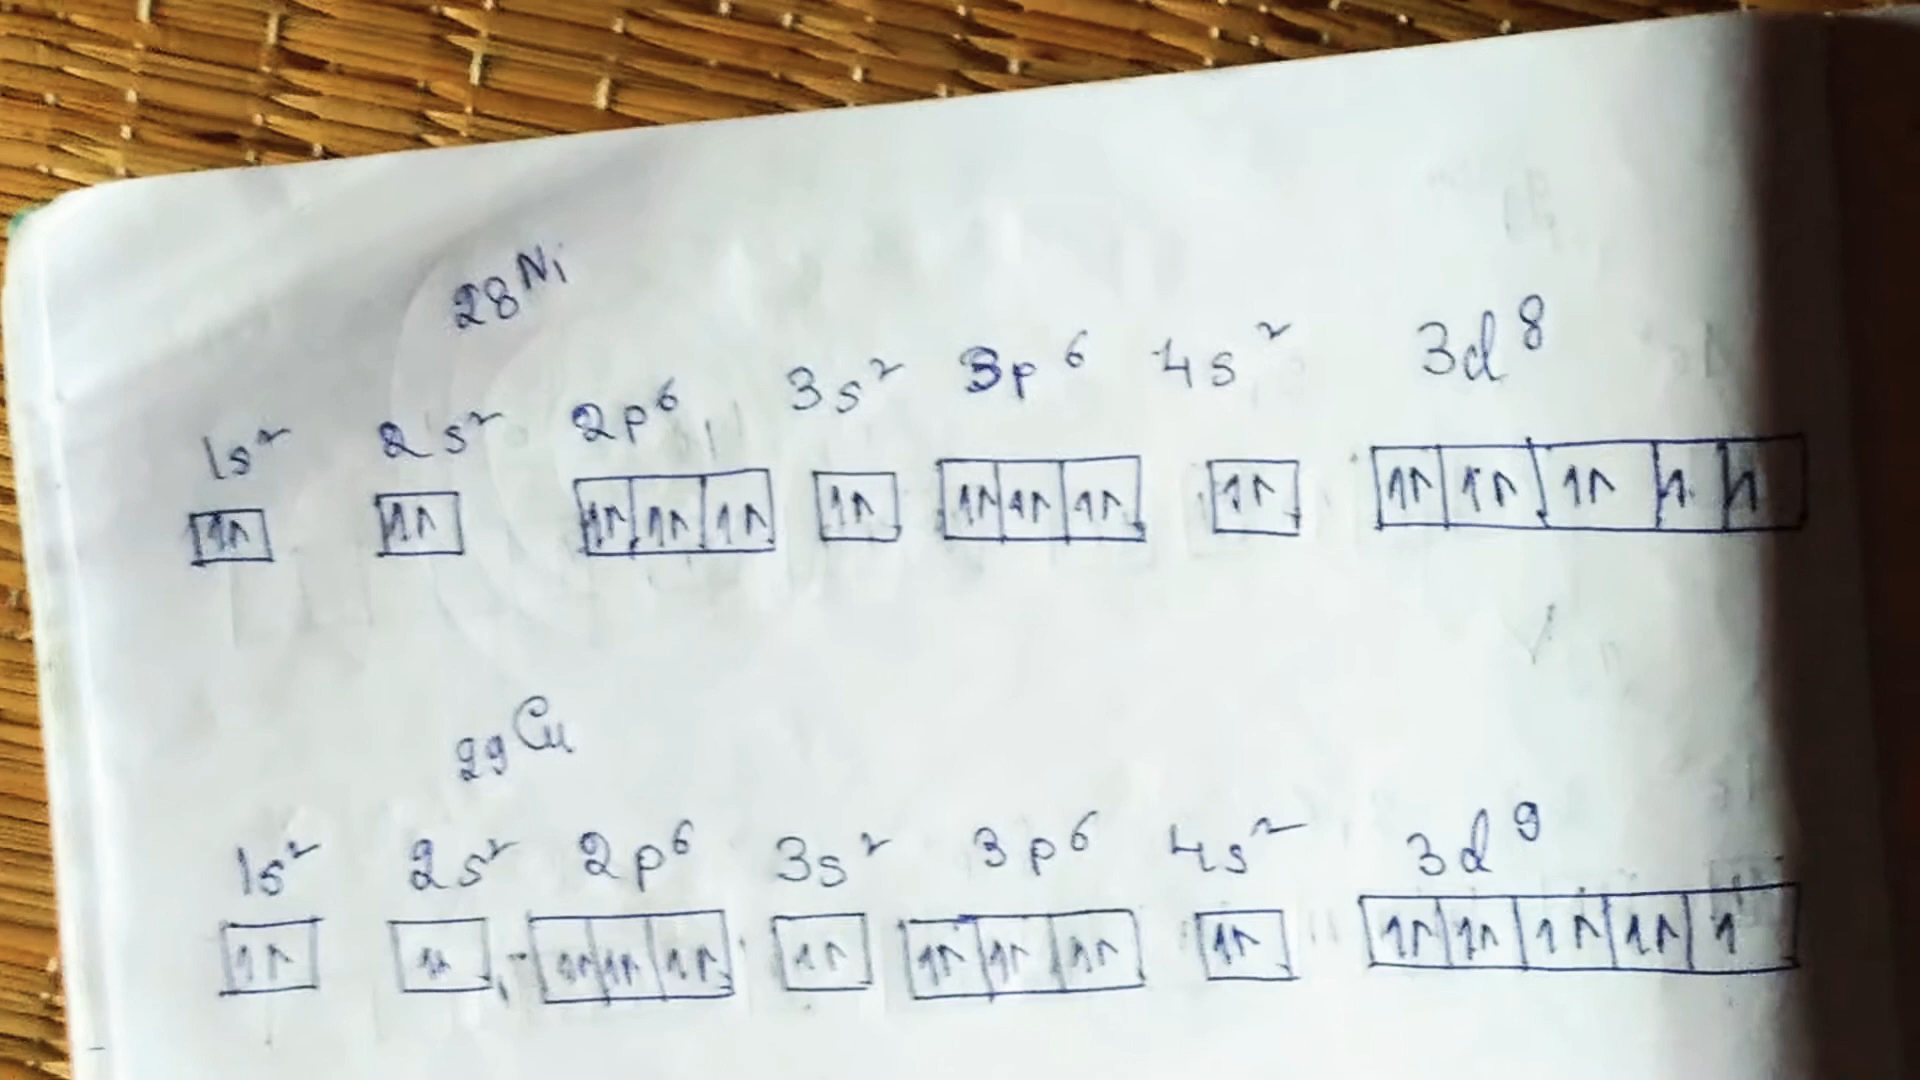 28Ni
1s² 2s² 2p⁶ 3s² 3p⁶ 4s² 3d⁸
↿↾ ↿↾ ↿↾ ↿↾ ↿↾ ↿↾ ↿↾ ↿↾ ↿↾ ↿↾ ↿↾ ↿↾ ↿↾ ↿ ↿
29Cu
1s² 2s² 2p⁶ 3s² 3p⁶ 4s² 3d⁹
↿↾ ↿↾ ↿↾ ↿↾ ↿↾ ↿↾ ↿↾ ↿↾ ↿↾ ↿↾ ↿↾ ↿↾ ↿↾ ↿↾ ↿